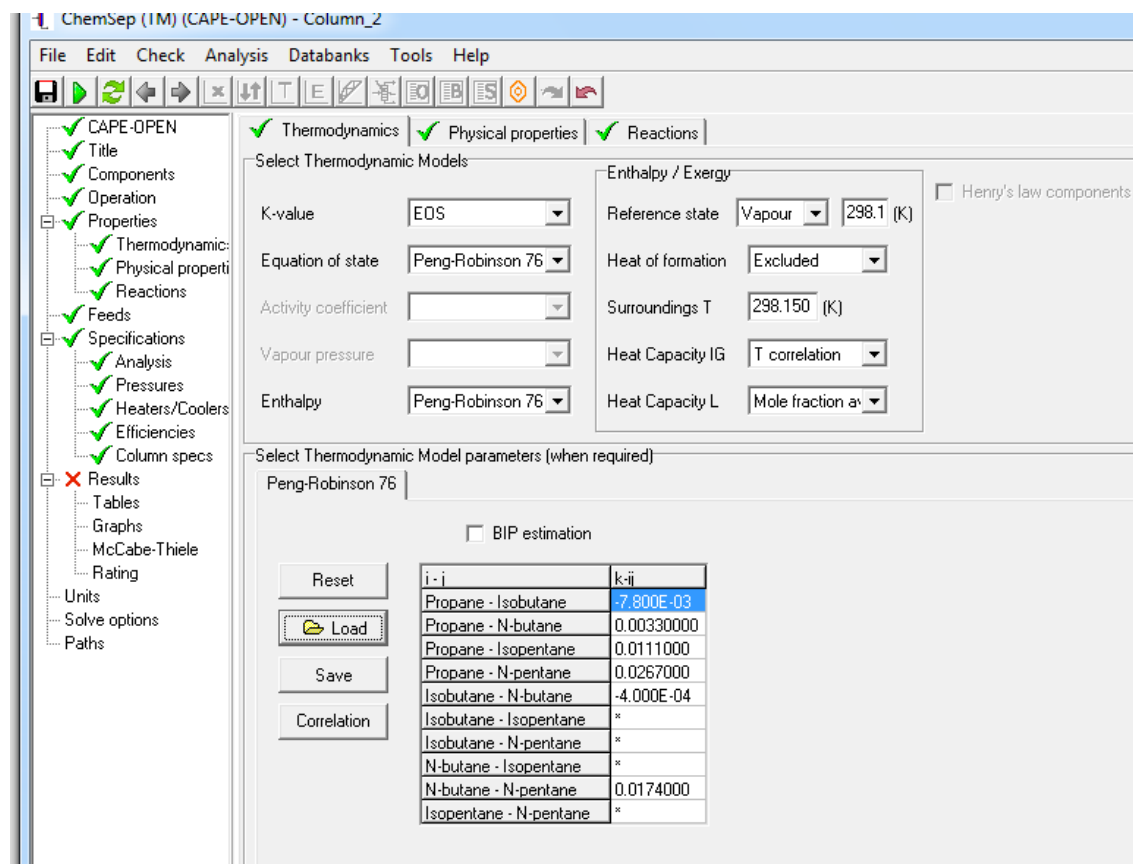 ChemSep (TM) (CAPE-OPEN) - Column_2
File Edit Check Analysis Databanks Tools Help
T E O B S
CAPE-OPEN
Title
Components
Operation
Properties
Thermodynamic
Physical properti
Reactions
Feeds
Specifications
Analysis
Pressures
Heaters/Coolers
Efficiencies
Column specs
Results
Tables
Graphs
McCabe-Thiele
Rating
Units
Solve options
Paths
Thermodynamics Physical properties Reactions
Select Thermodynamic Models
K-value EOS
Equation of state Peng-Robinson 76
Activity coefficient
Vapour pressure
Enthalpy Peng-Robinson 76
Enthalpy / Exergy
Reference state Vapour 298.1 (K)
Heat of formation Excluded
Surroundings T 298.150 (K)
Heat Capacity IG T correlation
Heat Capacity L Mole fraction a
Henry's law components
Select Thermodynamic Model parameters (when required)
Peng-Robinson 76
BIP estimation
Reset
Load
Save
Correlation
i - j k-ij
Propane - Isobutane -7.800E-03
Propane - N-butane 0.00330000
Propane - Isopentane 0.0111000
Propane - N-pentane 0.0267000
Isobutane - N-butane -4.000E-04
Isobutane - Isopentane *
Isobutane - N-pentane *
N-butane - Isopentane *
N-butane - N-pentane 0.0174000
Isopentane - N-pentane *